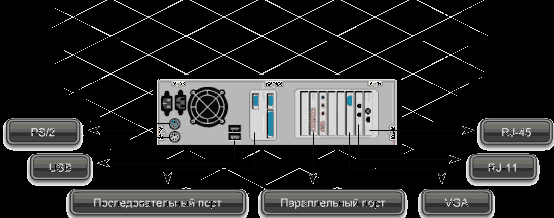 PS/2
RJ-45
USB
RJ-11
Последовательный порт
Параллельный порт
VGA